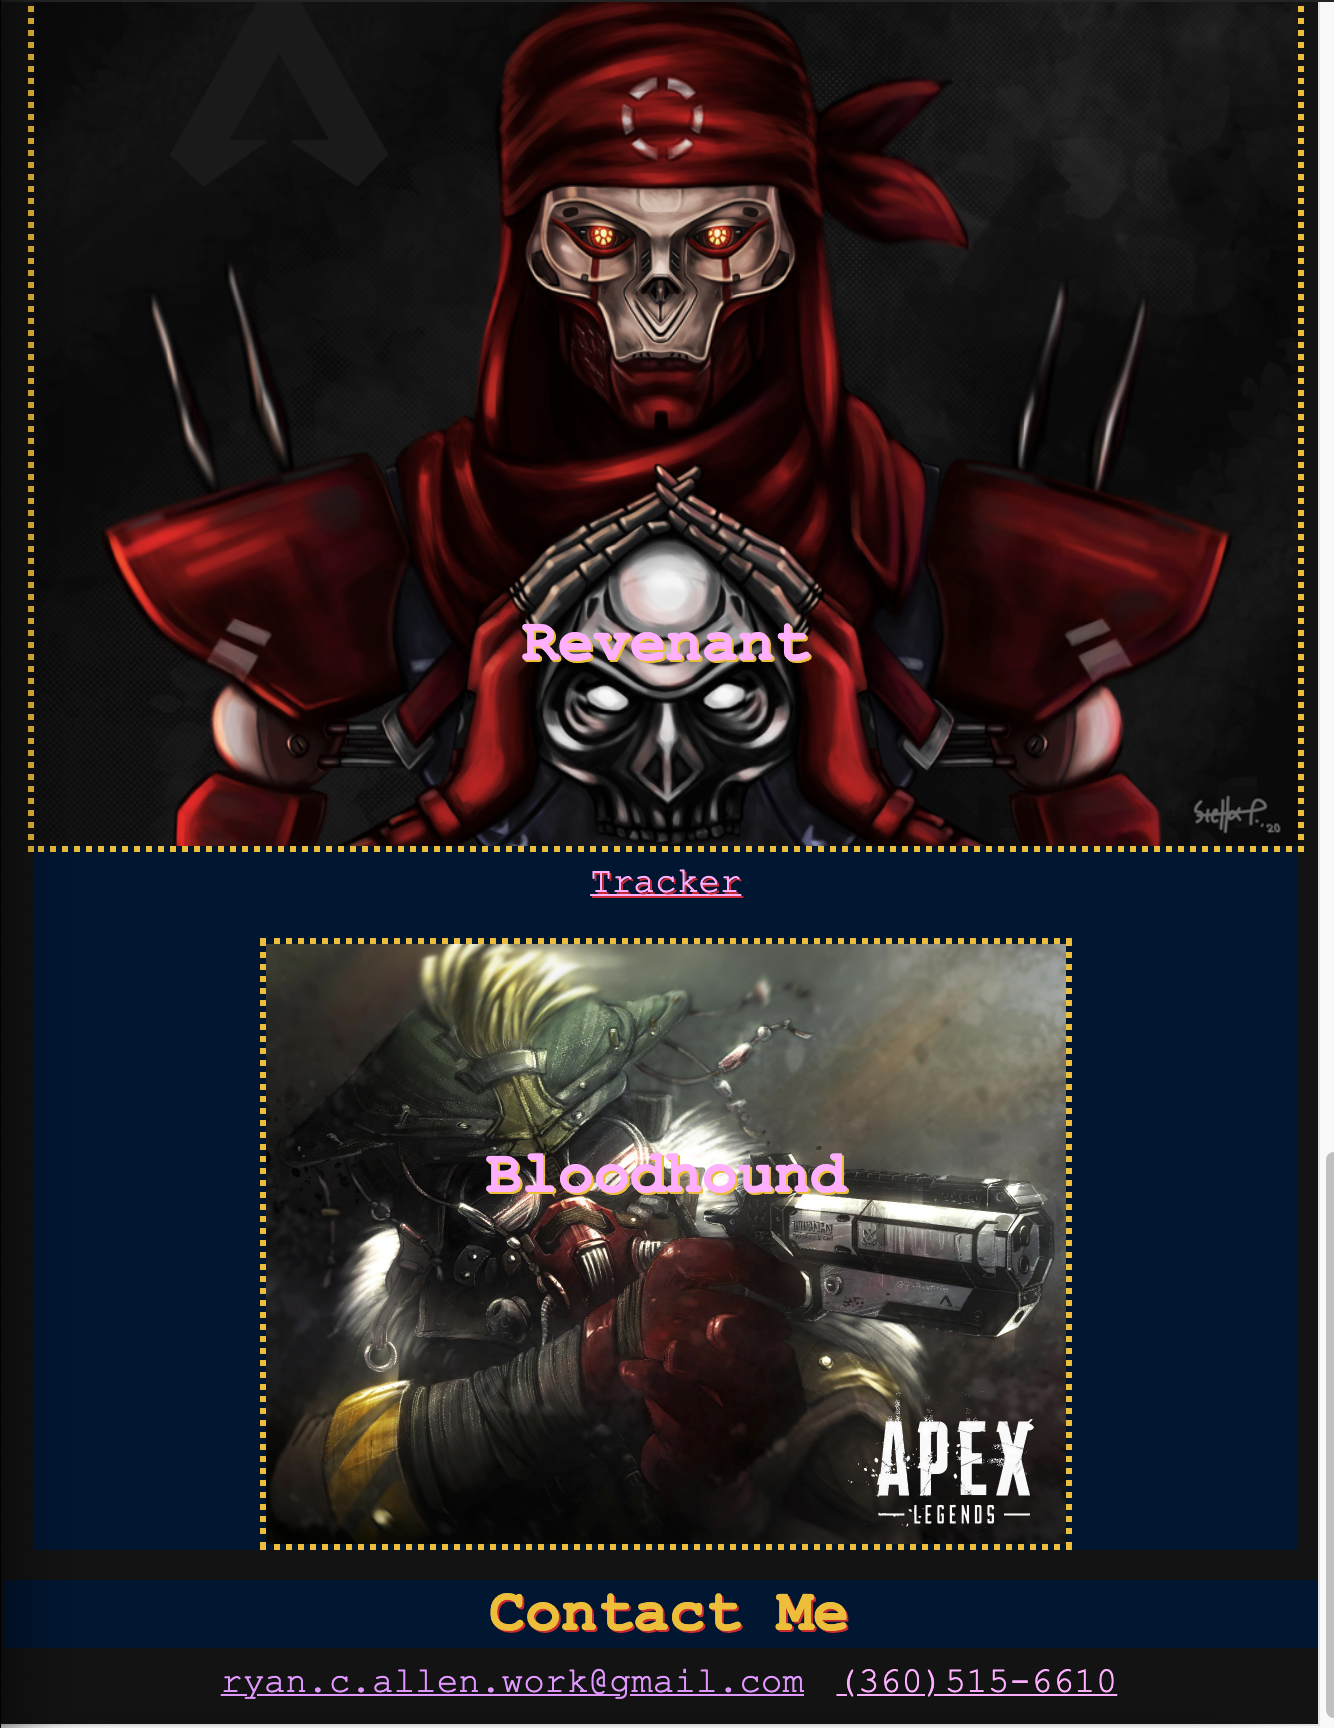 Revenant
Tracker
Bloodhound
APEX
LEGENDS
Contact Me
ryan.c.allen.work@gmail.com (360)515-6610